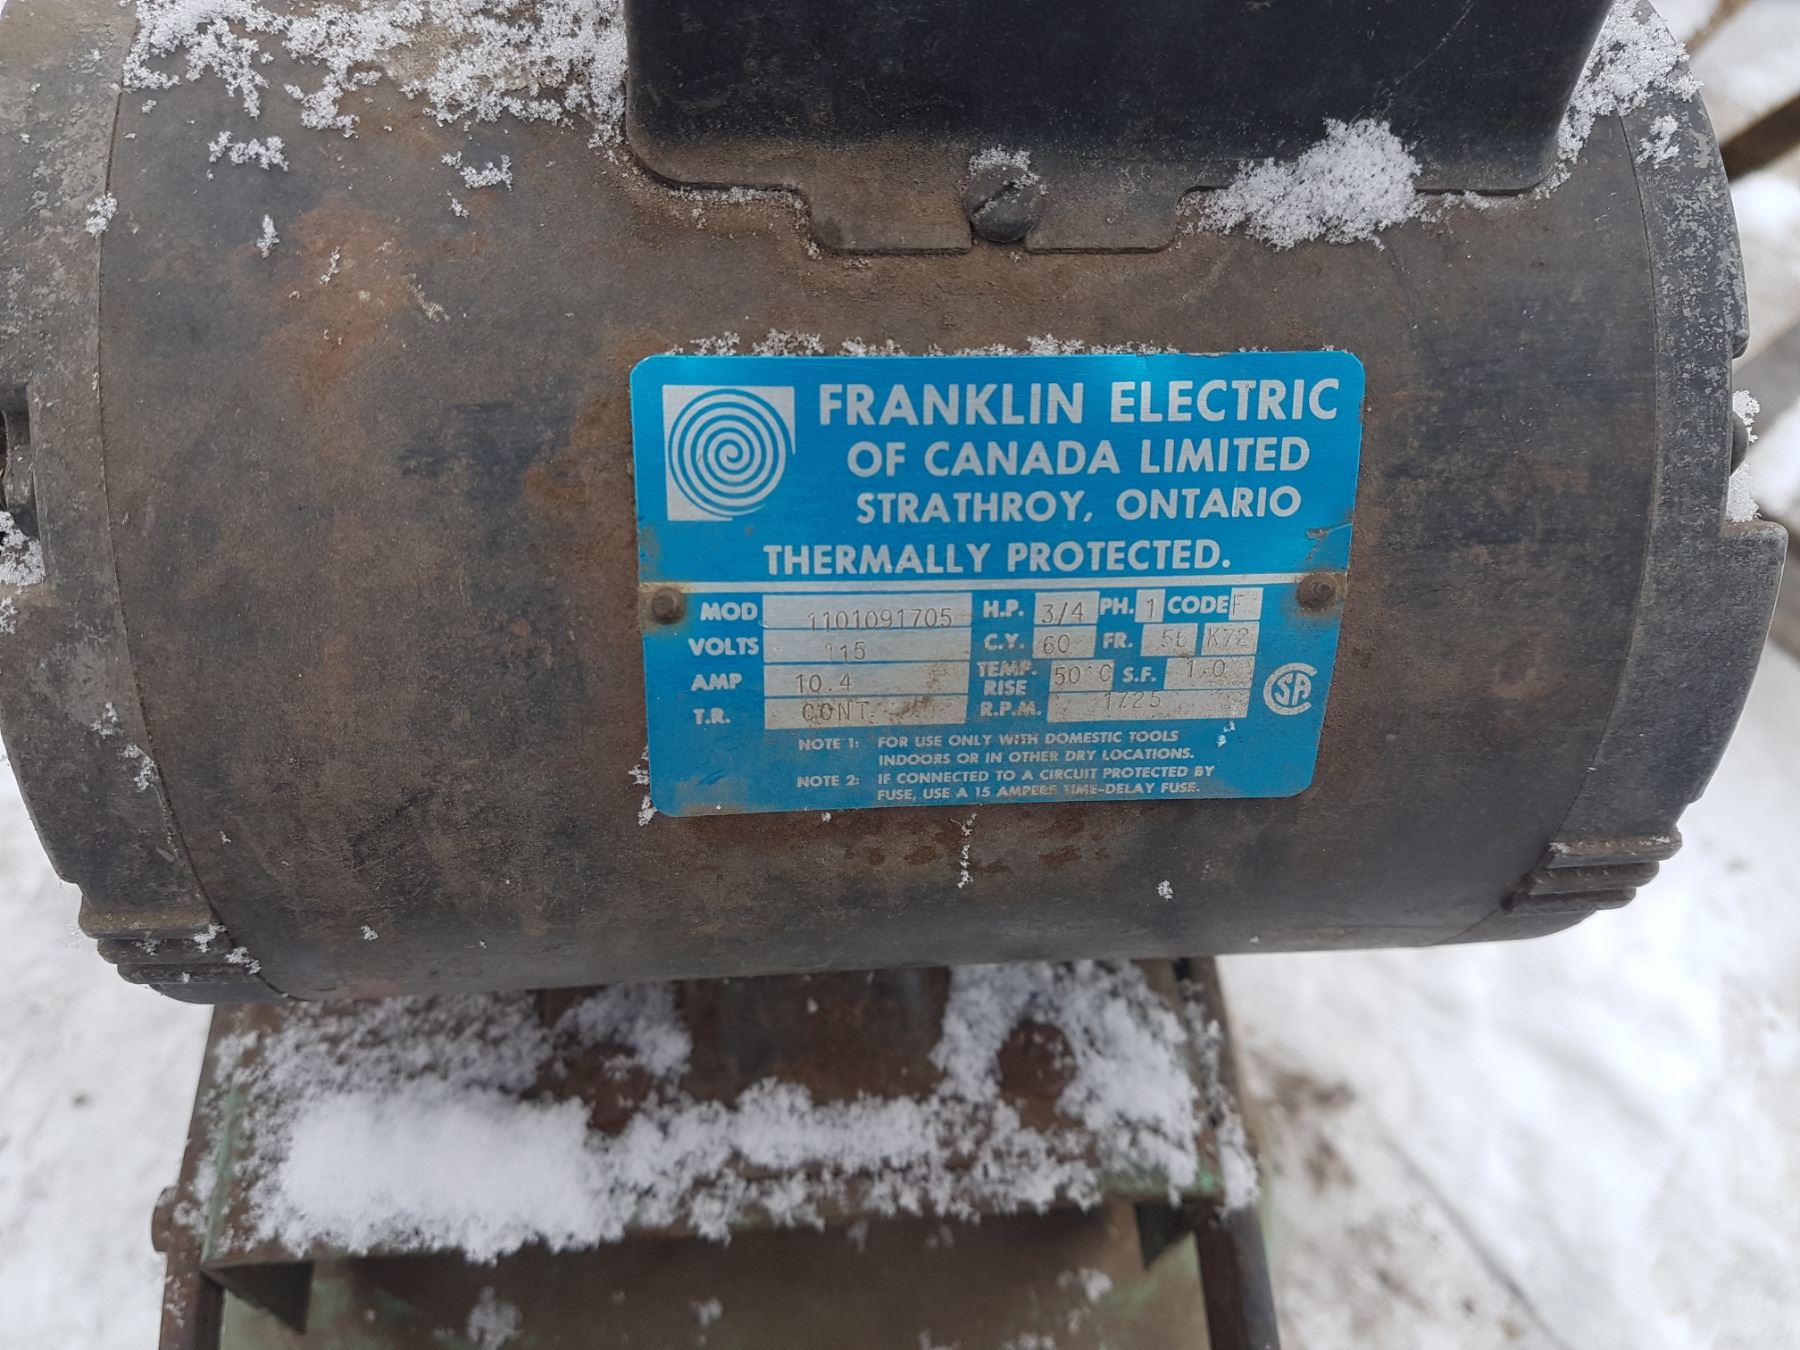 FRANKLIN ELECTRIC
OF CANADA LIMITED
STRATHROY, ONTARIO
THERMALLY PROTECTED.
MOD 1101091705 H.P. 3/4 PH. 1 CODE F
VOLTS 115 C.Y. 60 FR. 56 K72
AMP 10.4 TEMP. RISE 50°C S.F. 1.0
T.R. CONT. R.P.M. 1725
NOTE 1: FOR USE ONLY WITH DOMESTIC TOOLS
INDOORS OR IN OTHER DRY LOCATIONS.
NOTE 2: IF CONNECTED TO A CIRCUIT PROTECTED BY
FUSE, USE A 15 AMPERE TIME-DELAY FUSE.
CSA